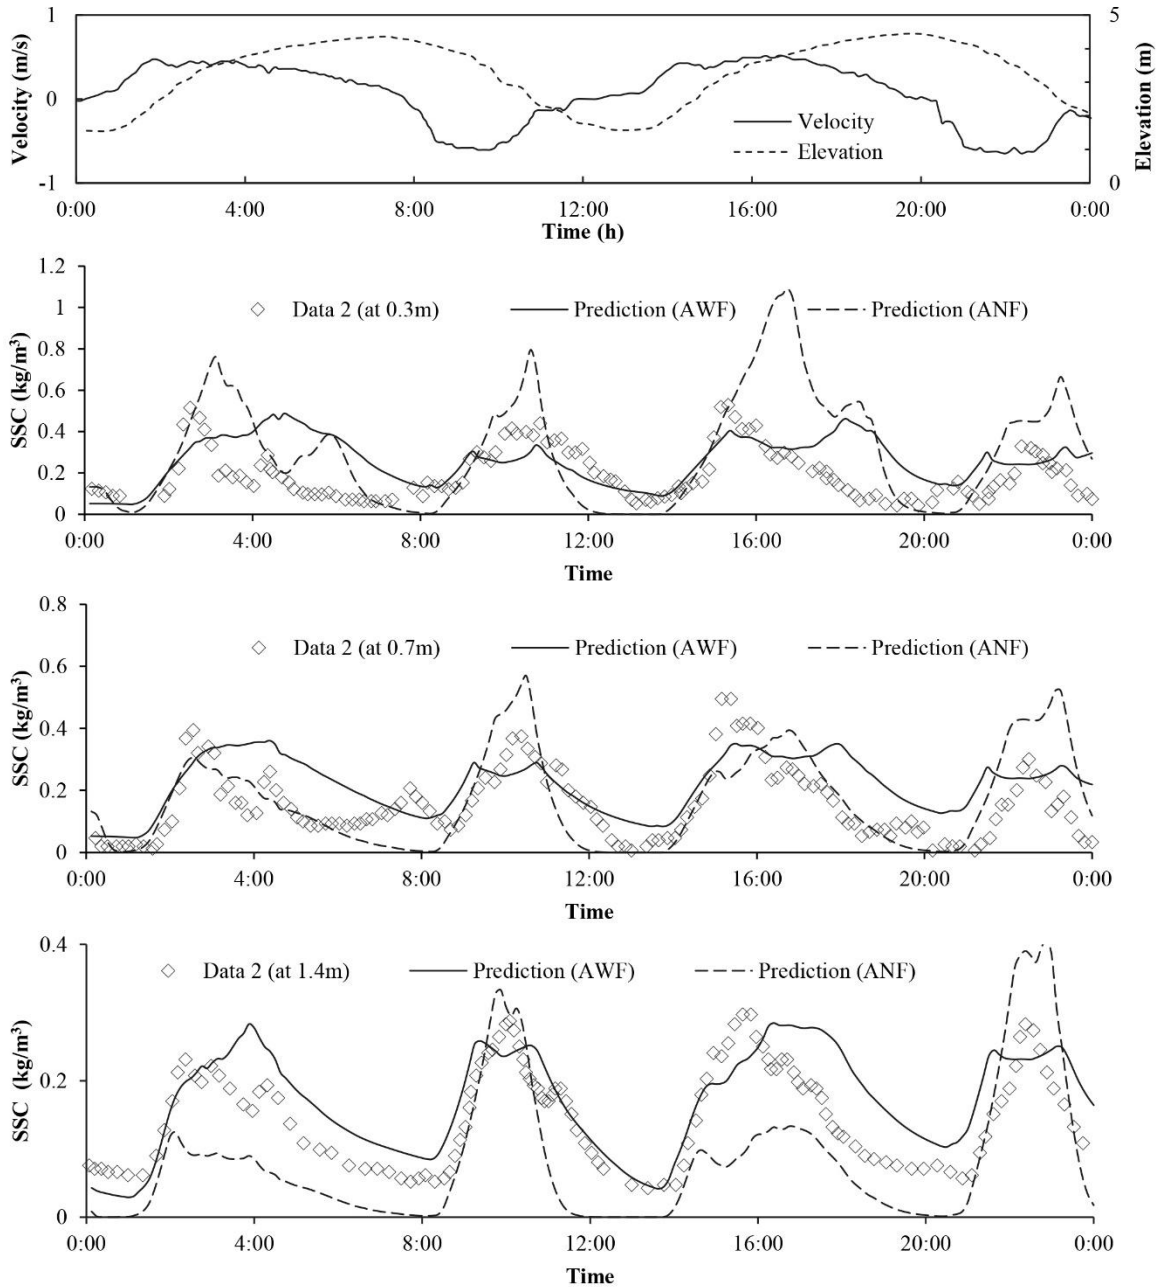 1
0
-1
Velocity (m/s)
5
0
Elevation (m)
Velocity
Elevation
0:00 4:00 8:00 12:00 16:00 20:00 0:00
Time (h)
1.2
1
0.8
0.6
0.4
0.2
0
SSC (kg/m³)
Data 2 (at 0.3m) Prediction (AWF) Prediction (ANF)
0:00 4:00 8:00 12:00 16:00 20:00 0:00
Time
0.8
0.6
0.4
0.2
0
SSC (kg/m³)
Data 2 (at 0.7m) Prediction (AWF) Prediction (ANF)
0:00 4:00 8:00 12:00 16:00 20:00 0:00
Time
0.4
0.2
0
SSC (kg/m³)
Data 2 (at 1.4m) Prediction (AWF) Prediction (ANF)
0:00 4:00 8:00 12:00 16:00 20:00 0:00
Time